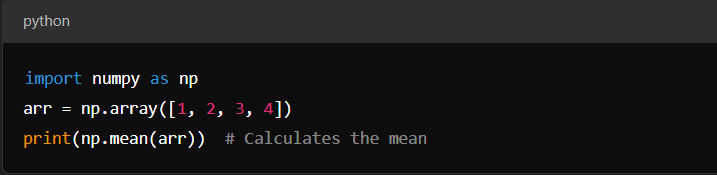 python
import numpy as np
arr = np.array([1, 2, 3, 4])
print(np.mean(arr))  # Calculates the mean